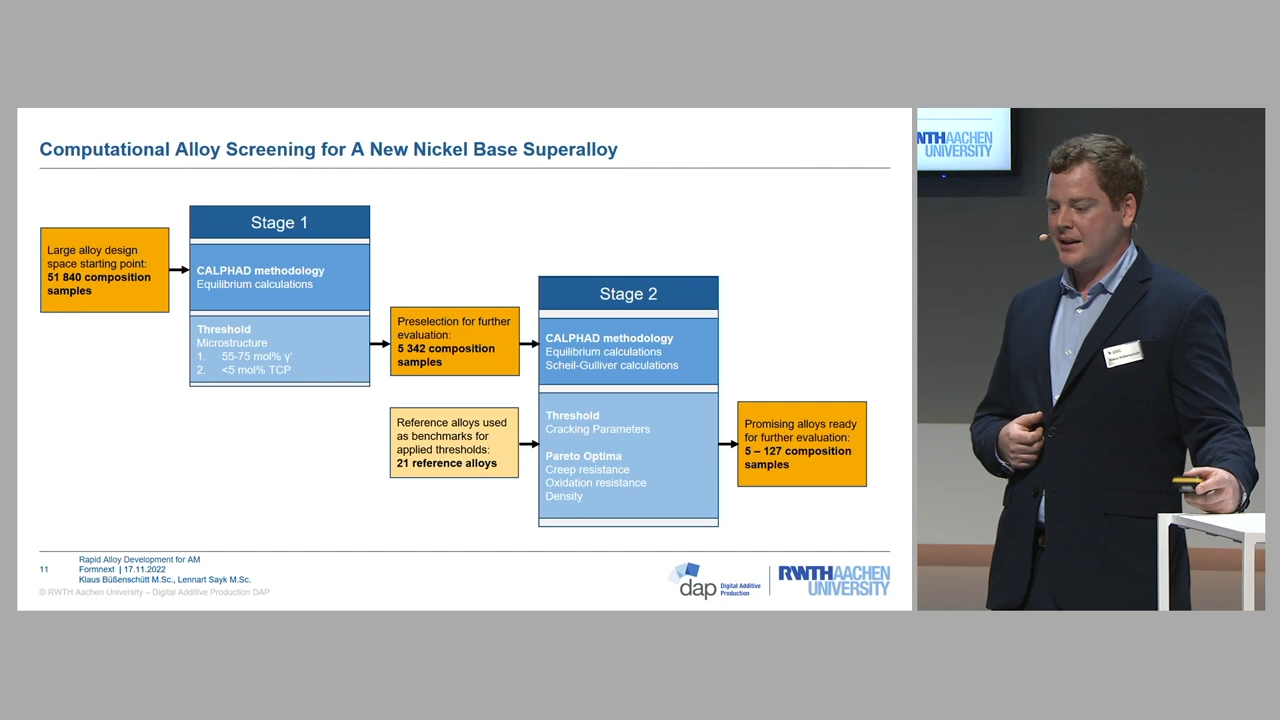 Computational Alloy Screening for A New Nickel Base Superalloy
Large alloy design
space starting point:
51 840 composition
samples
Stage 1
CALPHAD methodology
Equilibrium calculations
Threshold
Microstructure
1. 55-75 mol% γ'
2. <5 mol% TCP
Preselection for further
evaluation:
5 342 composition
samples
Reference alloys used
as benchmarks for
applied thresholds:
21 reference alloys
Stage 2
CALPHAD methodology
Equilibrium calculations
Scheil-Gulliver calculations
Threshold
Cracking Parameters
Pareto Optima
Creep resistance
Oxidation resistance
Density
Promising alloys ready
for further evaluation:
5 – 127 composition
samples
11
Rapid Alloy Development for AM
Formnext | 17.11.2022
Klaus Büßenschütt M.Sc., Lennart Sayk M.Sc.
© RWTH Aachen University – Digital Additive Production DAP
dap
Digital Additive
Production
RWTHAACHEN
UNIVERSITY
WTHAACHEN
UNIVERSITY